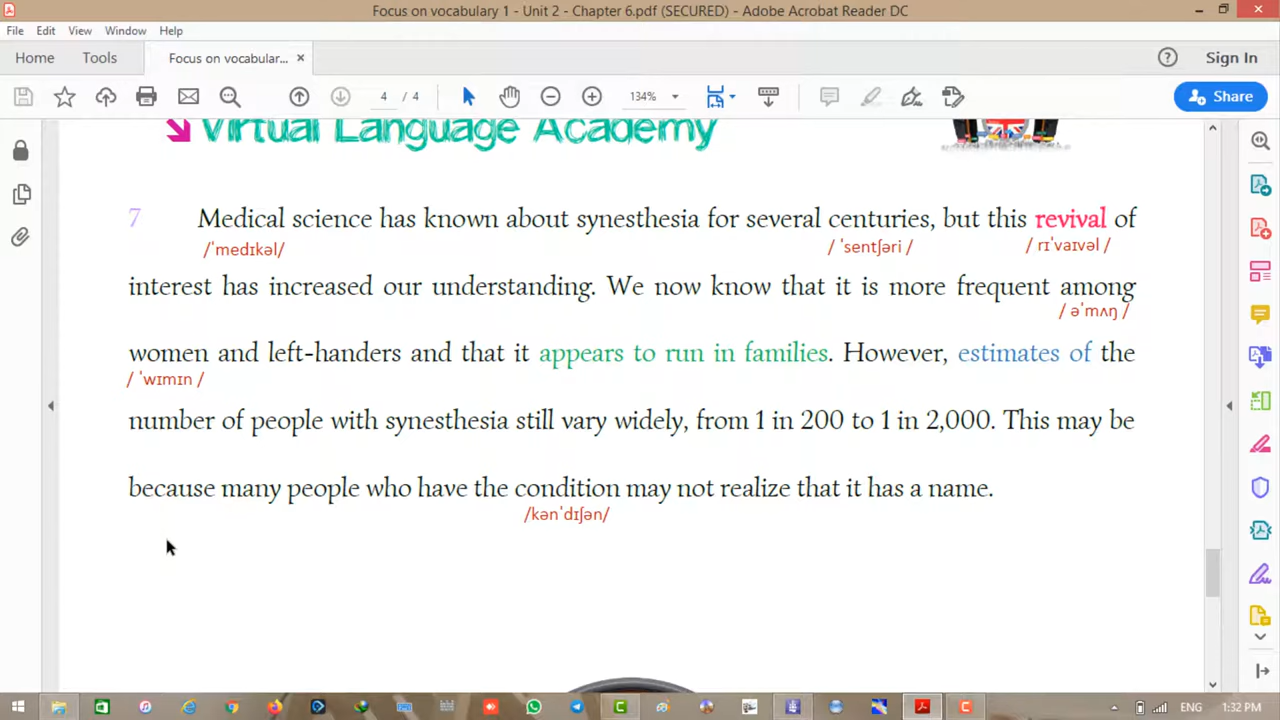 Focus on vocabulary 1 - Unit 2 - Chapter 6.pdf (SECURED) - Adobe Acrobat Reader DC
File Edit View Window Help
Home Tools Focus on vocabular... × Sign In
4 / 4 134% Share
Virtual Language Academy
7 Medical science has known about synesthesia for several centuries, but this revival of
/ˈmedɪkəl/ / ˈsentʃəri / / rɪˈvaɪvəl /
interest has increased our understanding. We now know that it is more frequent among
/ əˈmʌŋ /
women and left-handers and that it appears to run in families. However, estimates of the
/ ˈwɪmɪn /
number of people with synesthesia still vary widely, from 1 in 200 to 1 in 2,000. This may be
because many people who have the condition may not realize that it has a name.
/kənˈdɪʃən/
ENG 1:32 PM